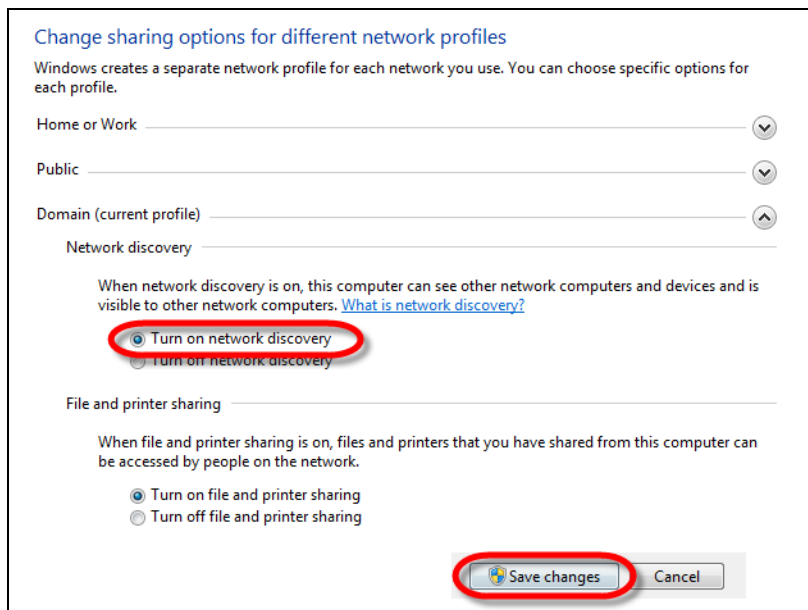 Change sharing options for different network profiles
Windows creates a separate network profile for each network you use. You can choose specific options for
each profile.
Home or Work
Public
Domain (current profile)
Network discovery
When network discovery is on, this computer can see other network computers and devices and is
visible to other network computers. What is network discovery?
Turn on network discovery
Turn off network discovery
File and printer sharing
When file and printer sharing is on, files and printers that you have shared from this computer can
be accessed by people on the network.
Turn on file and printer sharing
Turn off file and printer sharing
Save changes Cancel